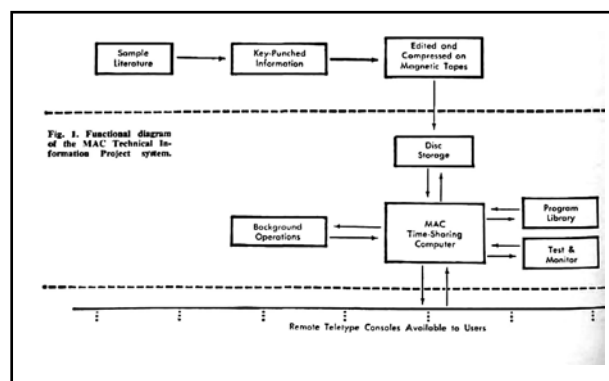 Sample
Literature
Key-Punched
Information
Edited and
Compressed on
Magnetic Tapes
Fig. 1. Functional diagram
of the MAC Technical In-
formation Project system.
Disc
Storage
Background
Operations
MAC
Time-Sharing
Computer
Program
Library
Test &
Monitor
Remote Teletype Consoles Available to Users